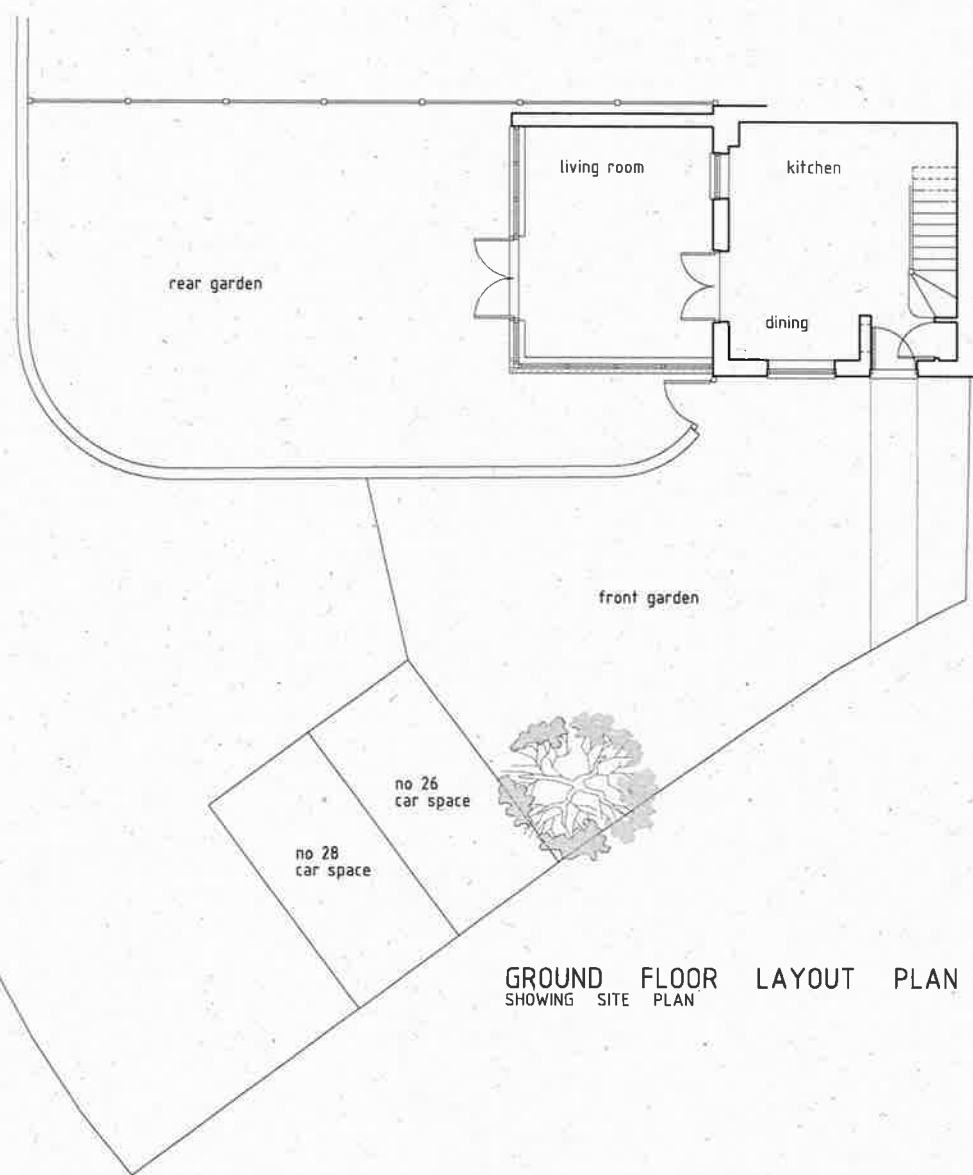 living room
kitchen
rear garden
dining
front garden
no 26
car space
no 28
car space
GROUND FLOOR LAYOUT PLAN
SHOWING SITE PLAN